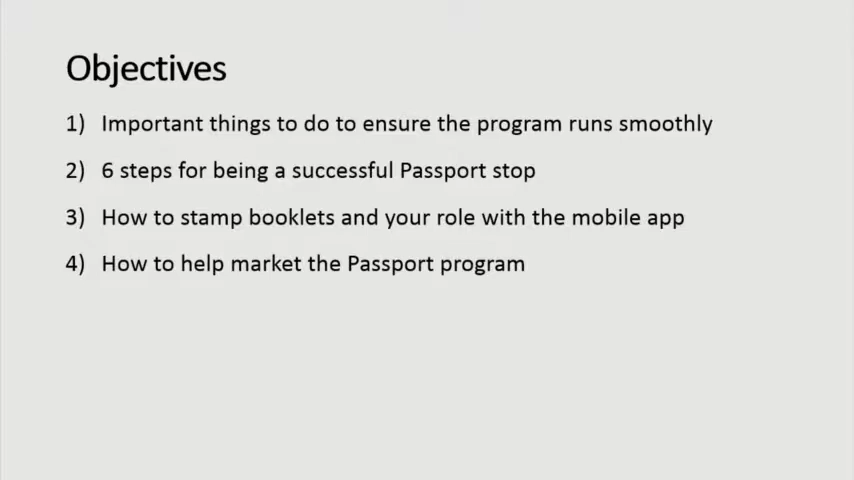 Objectives
1) Important things to do to ensure the program runs smoothly
2) 6 steps for being a successful Passport stop
3) How to stamp booklets and your role with the mobile app
4) How to help market the Passport program